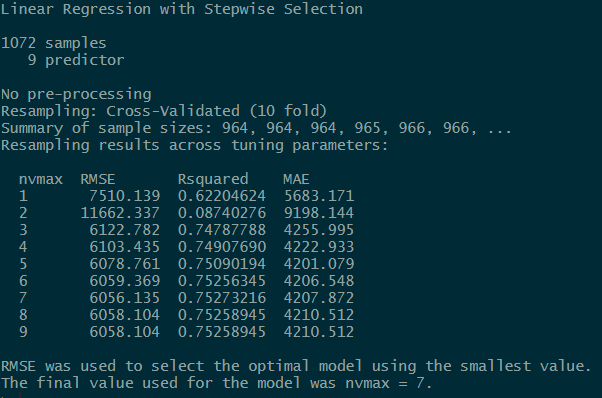 Linear Regression with Stepwise Selection
1072 samples
9 predictor
No pre-processing
Resampling: Cross-Validated (10 fold)
Summary of sample sizes: 964, 964, 964, 965, 966, 966, ...
Resampling results across tuning parameters:
nvmax RMSE Rsquared MAE
1 7510.139 0.62204624 5683.171
2 11662.337 0.08740276 9198.144
3 6122.782 0.74787788 4255.995
4 6103.435 0.74907690 4222.933
5 6078.761 0.75090194 4201.079
6 6059.369 0.75256345 4206.548
7 6056.135 0.75273216 4207.872
8 6058.104 0.75258945 4210.512
9 6058.104 0.75258945 4210.512
RMSE was used to select the optimal model using the smallest value.
The final value used for the model was nvmax = 7.